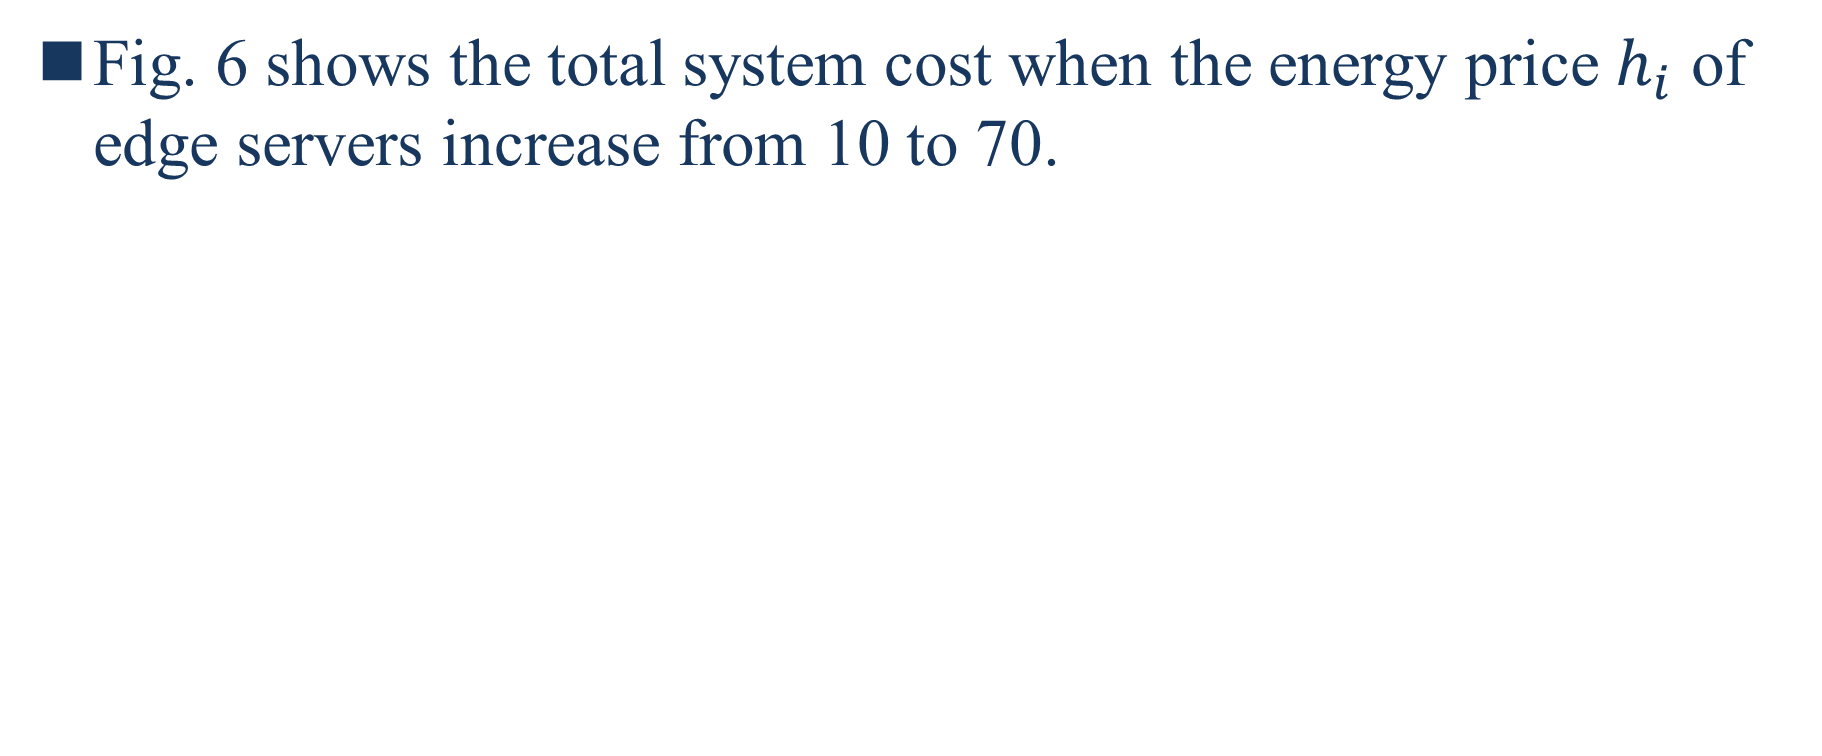 ■Fig. 6 shows the total system cost when the energy price hᵢ of
edge servers increase from 10 to 70.